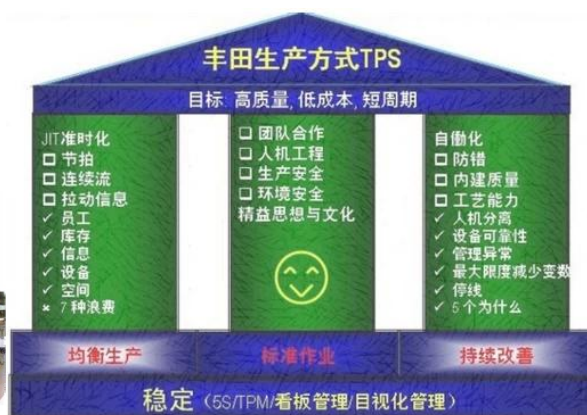 丰田生产方式TPS
目标: 高质量, 低成本, 短周期
JIT准时化
节拍
连续流
拉动信息
员工
库存
信息
设备
空间
7 种浪费
团队合作
人机工程
生产安全
环境安全
精益思想与文化
自働化
防错
内建质量
工艺能力
人机分离
设备可靠性
管理异常
最大限度减少变数
停线
5 个为什么
均衡生产
标准作业
持续改善
稳定 (5S/TPM/看板管理/目视化管理)